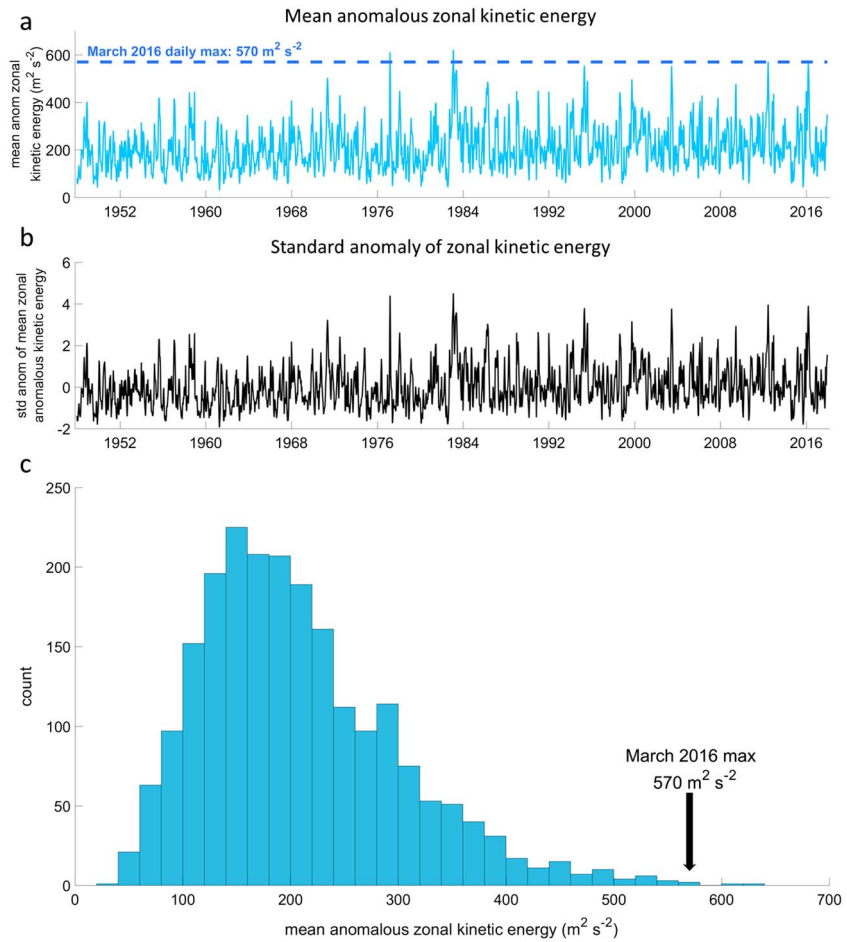 a
Mean anomalous zonal kinetic energy
mean anom zonal
kinetic energy (m² s⁻²)
March 2016 daily max: 570 m² s⁻²
600
400
200
0
1952 1961 1968 1976 1984 1992 2000 2008 2016
b
Standard anomaly of zonal kinetic energy
std anom of mean zonal
anomalous kinetic energy
6
4
2
0
-2
1952 1961 1968 1976 1984 1992 2000 2008 2016
c
count
250
200
150
100
50
0
March 2016 max
570 m² s⁻²
0 100 200 300 400 500 600 700
mean anomalous zonal kinetic energy (m² s⁻²)